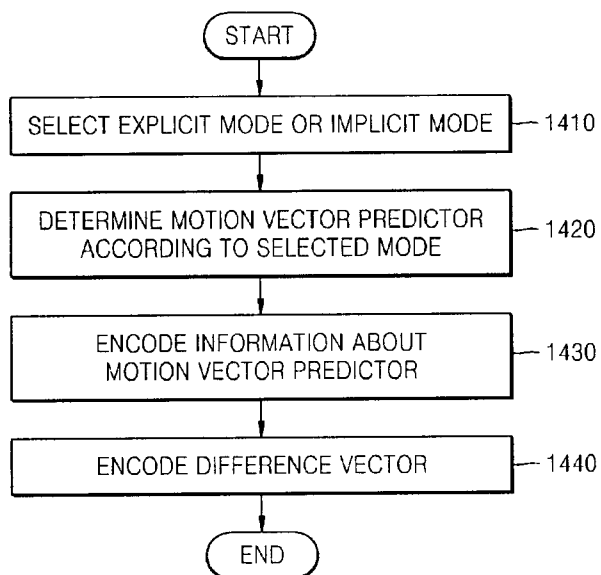 START
SELECT EXPLICIT MODE OR IMPLICIT MODE
1410
DETERMINE MOTION VECTOR PREDICTOR
ACCORDING TO SELECTED MODE
1420
ENCODE INFORMATION ABOUT
MOTION VECTOR PREDICTOR
1430
ENCODE DIFFERENCE VECTOR
1440
END